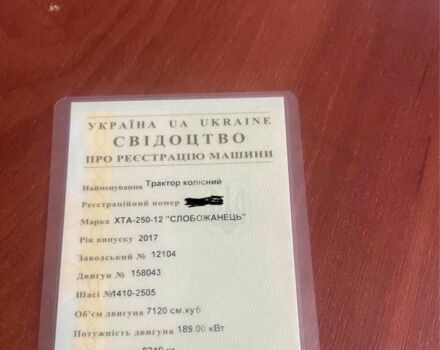 УКРАЇНА UA UKRAINE
СВІДОЦТВО
ПРО РЕЄСТРАЦІЮ МАШИНИ
Найменування Трактор колісний
Реєстраційний номер
Марка ХТА-250-12 "СЛОБОЖАНЕЦЬ"
Рік випуску 2017
Заводський № 12104
Двигун № 158043
Шасі №1410-2505
Об'єм двигуна 7120 см.куб
Потужність двигуна 189.00 кВт